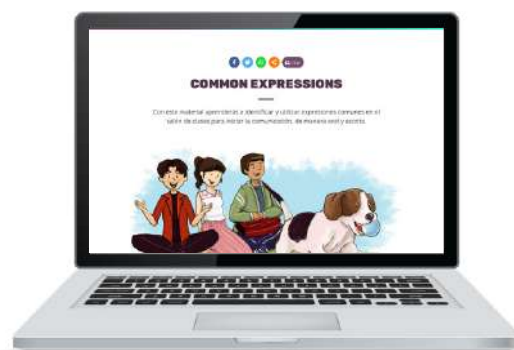 COMMON EXPRESSIONS
Con este material aprenderás a identificar y utilizar expresiones comunes en el
salón de clases para iniciar la comunicación, de manera oral y escrita.